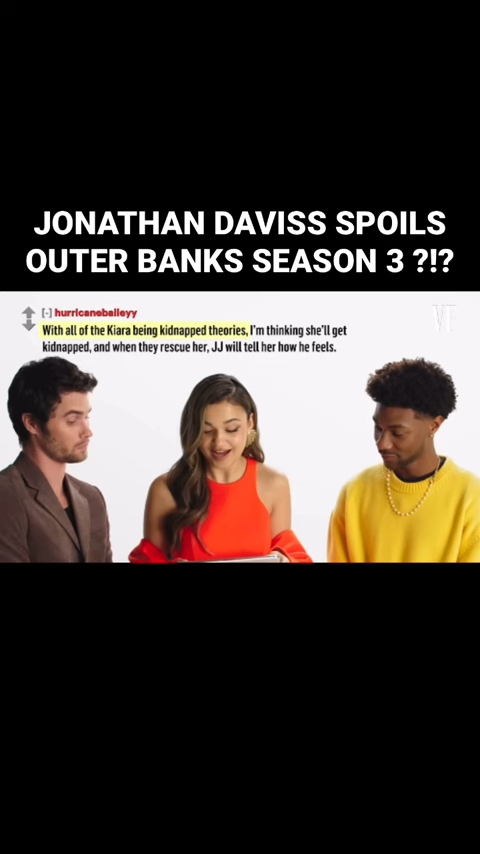 JONATHAN DAVISS SPOILS
OUTER BANKS SEASON 3 ?!?
[-] hurricanebaileyy
VF
With all of the Kiara being kidnapped theories, I'm thinking she'll get
kidnapped, and when they rescue her, JJ will tell her how he feels.